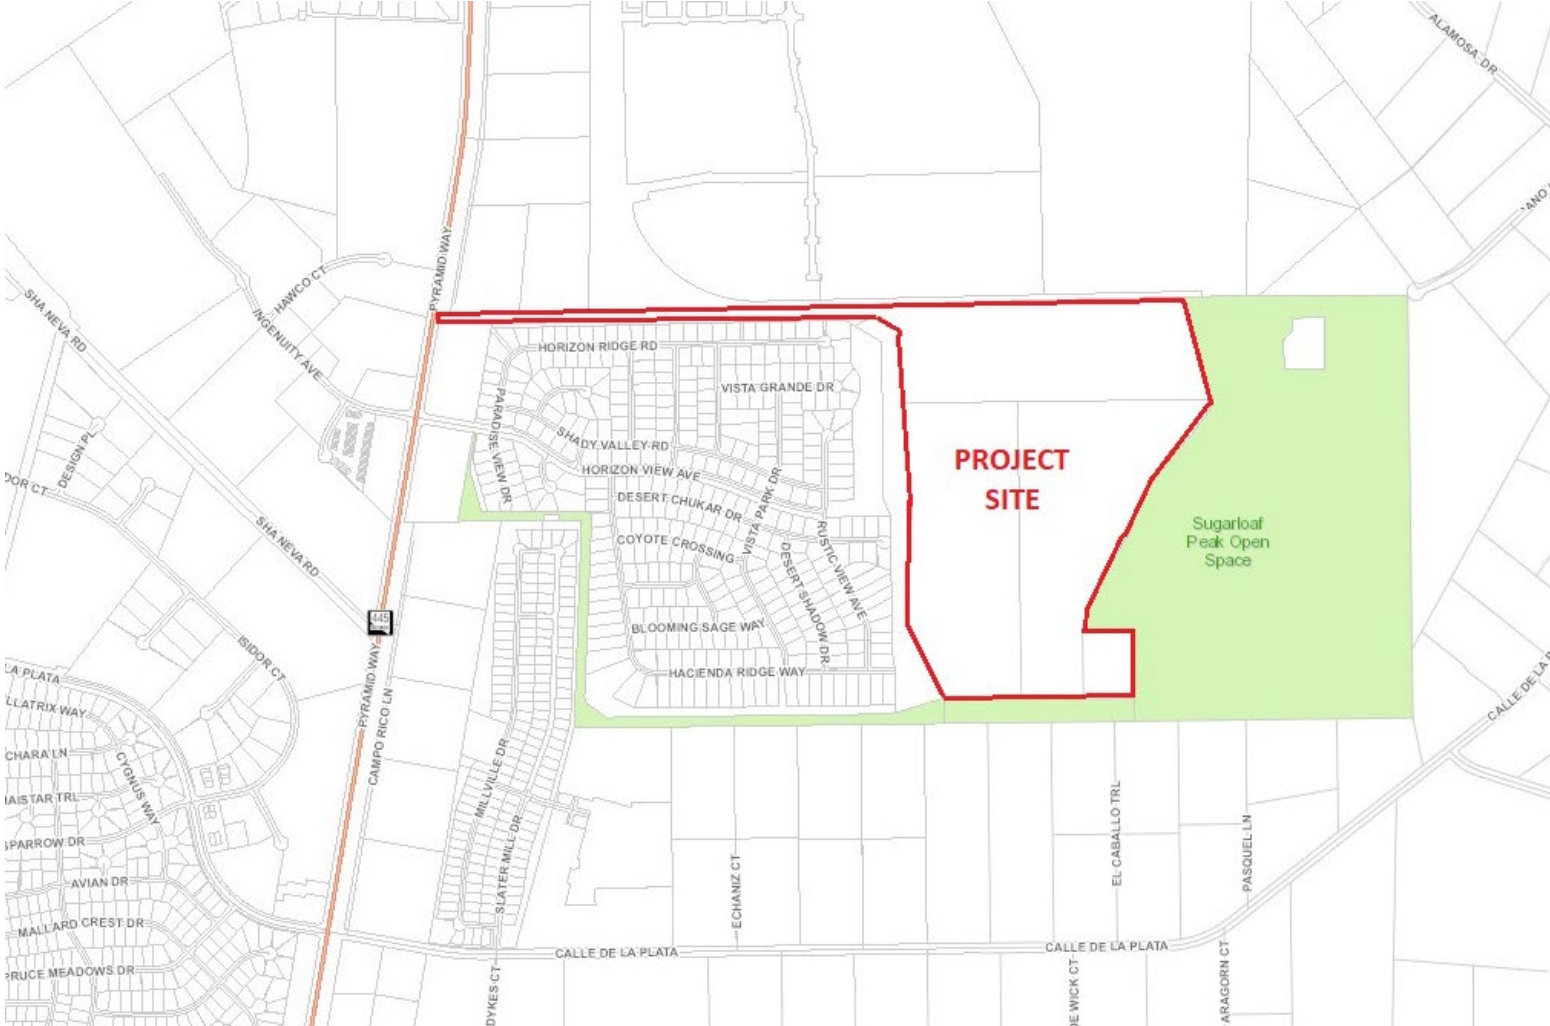 ALAMOSA DR
PYRAMID WAY
HAWCO CT
INGENUITY AVE
SHA NEVA RD
HORIZON RIDGE RD
VISTA GRANDE DR
PARADISE VIEW DR
SHADY VALLEY RD
HORIZON VIEW AVE
DESERT CHUKAR DR
VISTA PARK DR
COYOTE CROSSING
DESERT SHADOW DR
RUSTIC VIEW AVE
BLOOMING SAGE WAY
HACIENDA RIDGE WAY
PROJECT
SITE
Sugarloaf
Peak Open
Space
DESIGN PL
DOR CT
SHA NEVA RD
445
ISIDOR CT
PYRAMID WAY
CAMPO RICO LN
LA PLATA
LLATRIX WAY
CHARA LN
CYGNUS WAY
AISTAR TRL
SPARROW DR
AVIAN DR
MALLARD CREST DR
PRUCE MEADOWS DR
MILLVILLE DR
SLATER MILL DR
DYKES CT
ECHANIZ CT
EL CABALLO TRL
PASQUEL LN
CALLE DE LA P
CALLE DE LA PLATA
CALLE DE LA PLATA
DE WICK CT
ARAGORN CT